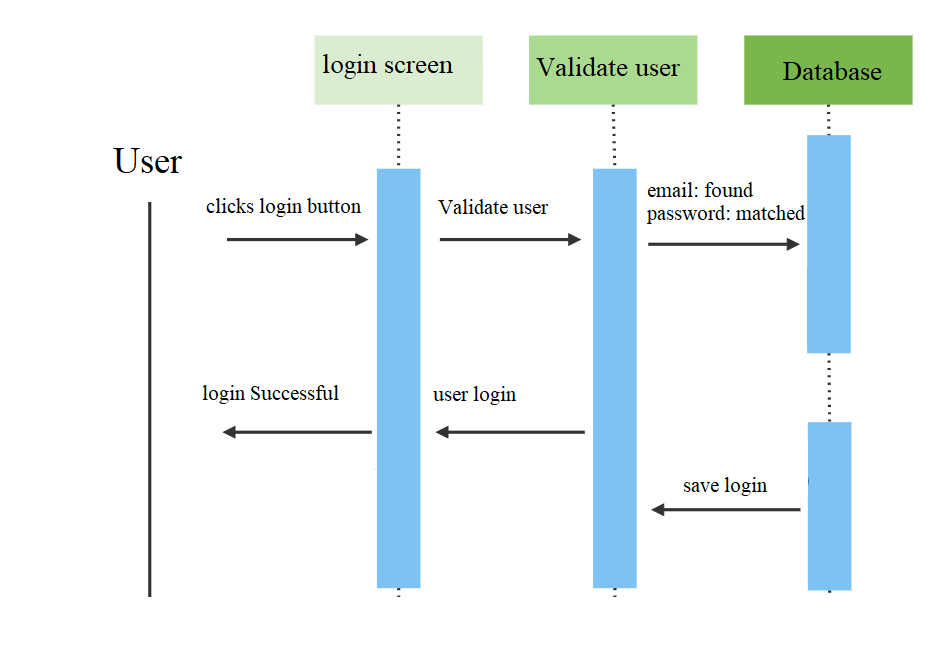 login screen
Validate user
Database
User
clicks login button
Validate user
email: found
password: matched
login Successful
user login
save login